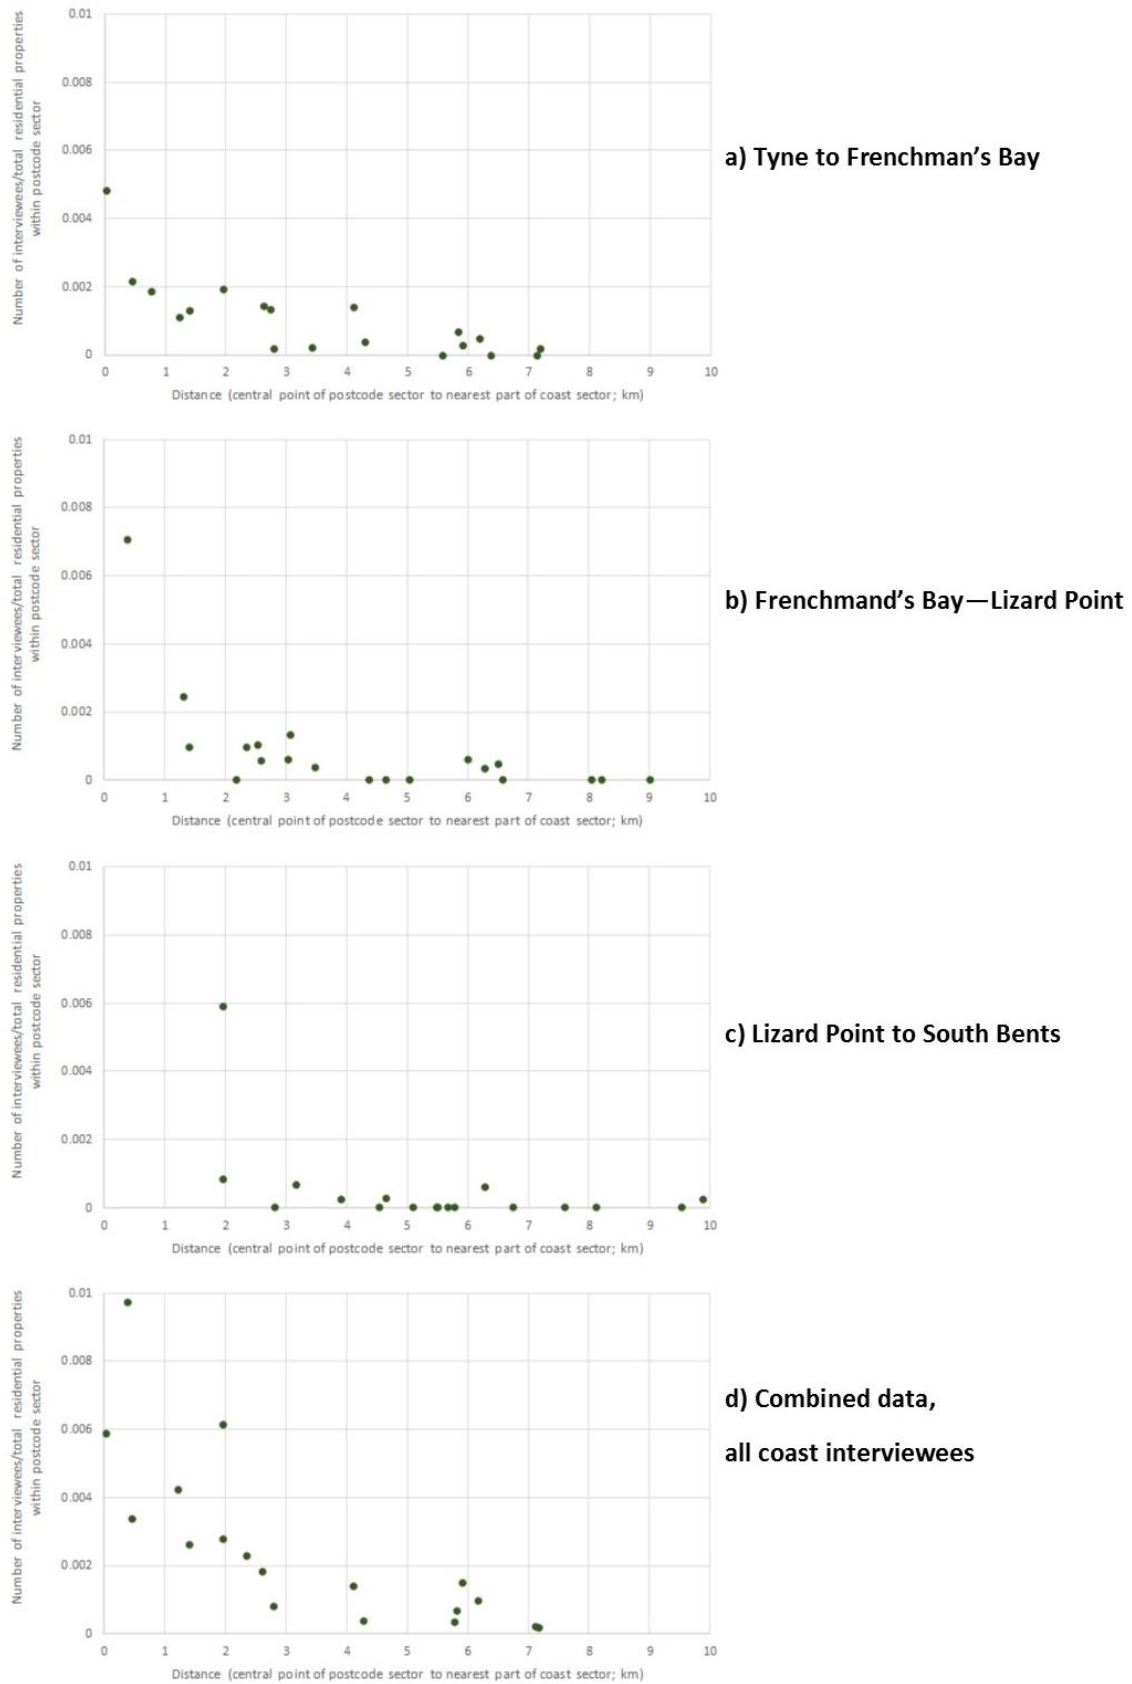 Number of interviewees/total residential properties
within postcode sector
0.01
0.008
0.006
0.004
0.002
0
0 1 2 3 4 5 6 7 8 9 10
Distance (central point of postcode sector to nearest part of coast sector; km)
a) Tyne to Frenchman’s Bay
Number of interviewees/total residential properties
within postcode sector
0.01
0.008
0.006
0.004
0.002
0
0 1 2 3 4 5 6 7 8 9 10
Distance (central point of postcode sector to nearest part of coast sector; km)
b) Frenchmand’s Bay—Lizard Point
Number of interviewees/total residential properties
within postcode sector
0.01
0.008
0.006
0.004
0.002
0
0 1 2 3 4 5 6 7 8 9 10
Distance (central point of postcode sector to nearest part of coast sector; km)
c) Lizard Point to South Bents
Number of interviewees/total residential properties
within postcode sector
0.01
0.008
0.006
0.004
0.002
0
0 1 2 3 4 5 6 7 8 9 10
Distance (central point of postcode sector to nearest part of coast sector; km)
d) Combined data,
all coast interviewees